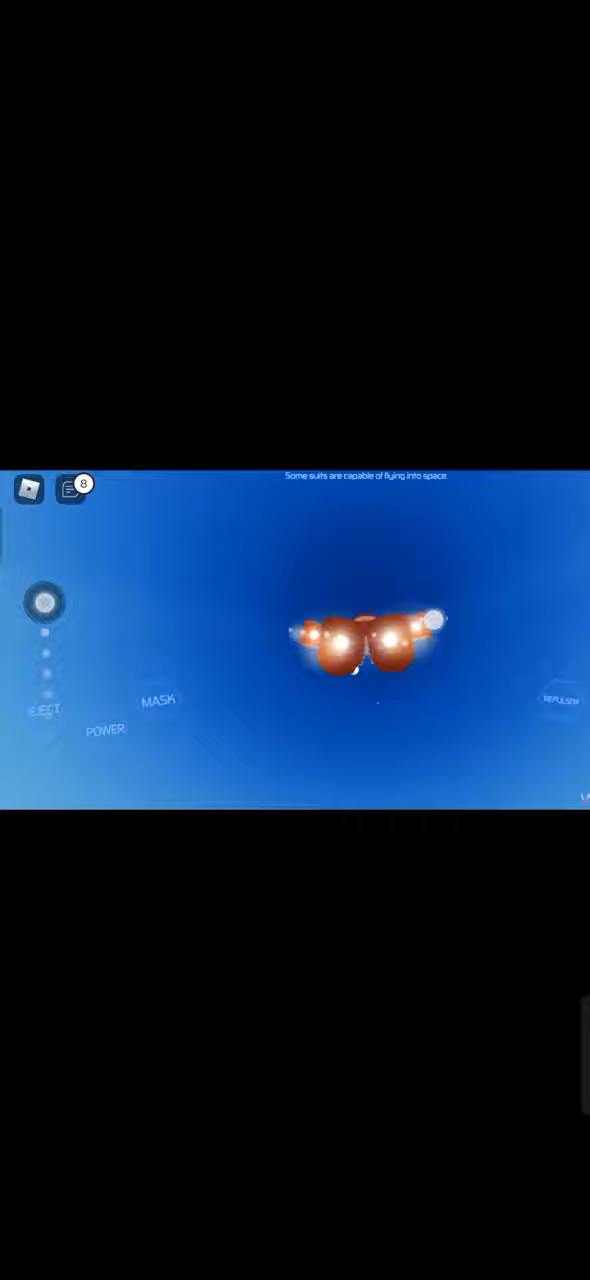 8
Some suits are capable of flying into space.
EJECT
MASK
POWER
REPULSOR